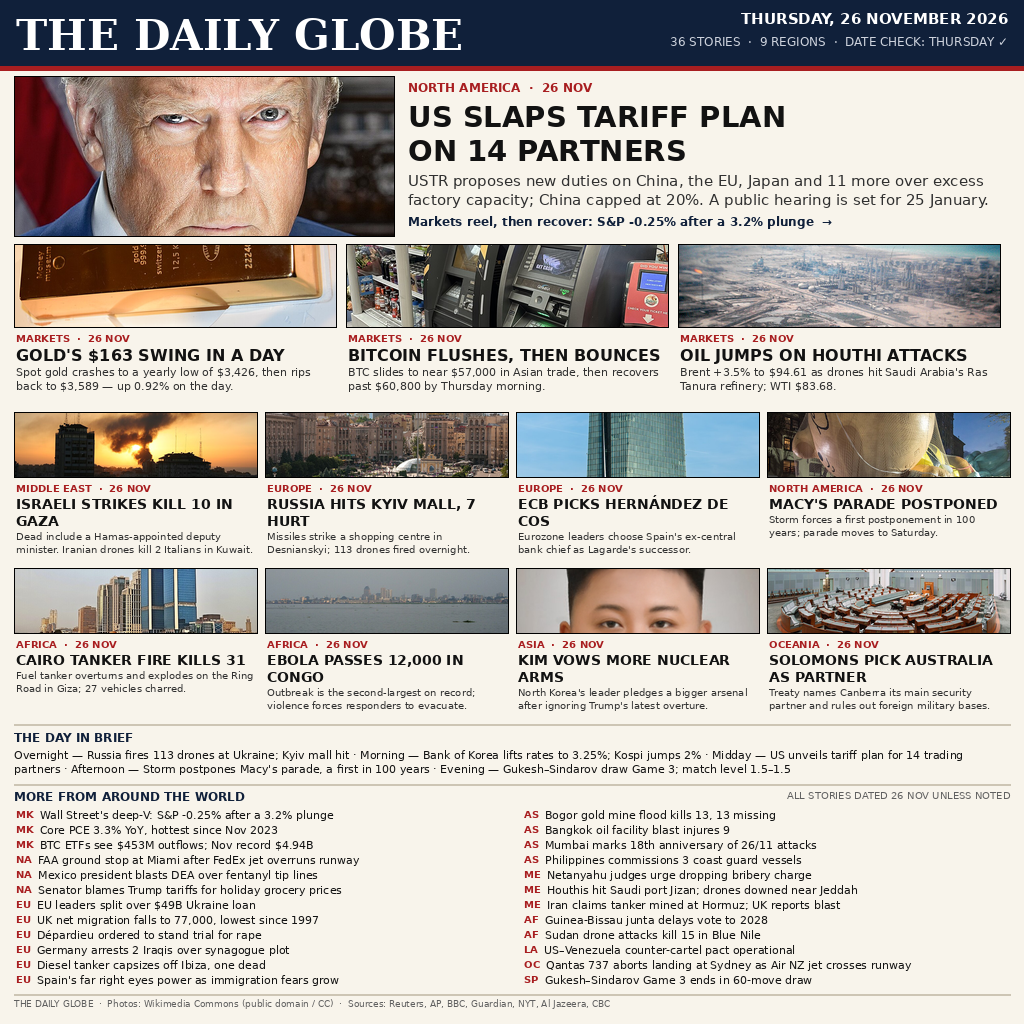 THE DAILY GLOBE
THURSDAY, 26 NOVEMBER 2026
36 STORIES · 9 REGIONS · DATE CHECK: THURSDAY ✓
NORTH AMERICA · 26 NOV
US SLAPS TARIFF PLAN
ON 14 PARTNERS
USTR proposes new duties on China, the EU, Japan and 11 more over excess
factory capacity; China capped at 20%. A public hearing is set for 25 January.
Markets reel, then recover: S&P -0.25% after a 3.2% plunge →
MARKETS · 26 NOV
GOLD'S $163 SWING IN A DAY
Spot gold crashes to a yearly low of $3,426, then rips
back to $3,589 — up 0.92% on the day.
MARKETS · 26 NOV
BITCOIN FLUSHES, THEN BOUNCES
BTC slides to near $57,000 in Asian trade, then recovers
past $60,800 by Thursday morning.
MARKETS · 26 NOV
OIL JUMPS ON HOUTHI ATTACKS
Brent +3.5% to $94.61 as drones hit Saudi Arabia's Ras
Tanura refinery; WTI $83.68.
MIDDLE EAST · 26 NOV
ISRAELI STRIKES KILL 10 IN
GAZA
Dead include a Hamas-appointed deputy
minister. Iranian drones kill 2 Italians in Kuwait.
EUROPE · 26 NOV
RUSSIA HITS KYIV MALL, 7
HURT
Missiles strike a shopping centre in
Desnianskyi; 113 drones fired overnight.
EUROPE · 26 NOV
ECB PICKS HERNÁNDEZ DE
COS
Eurozone leaders choose Spain's ex-central
bank chief as Lagarde's successor.
NORTH AMERICA · 26 NOV
MACY'S PARADE POSTPONED
Storm forces a first postponement in 100
years; parade moves to Saturday.
AFRICA · 26 NOV
CAIRO TANKER FIRE KILLS 31
Fuel tanker overturns and explodes on the Ring
Road in Giza; 27 vehicles charred.
AFRICA · 26 NOV
EBOLA PASSES 12,000 IN
CONGO
Outbreak is the second-largest on record;
violence forces responders to evacuate.
ASIA · 26 NOV
KIM VOWS MORE NUCLEAR
ARMS
North Korea's leader pledges a bigger arsenal
after ignoring Trump's latest overture.
OCEANIA · 26 NOV
SOLOMONS PICK AUSTRALIA
AS PARTNER
Treaty names Canberra its main security
partner and rules out foreign military bases.
THE DAY IN BRIEF
Overnight — Russia fires 113 drones at Ukraine; Kyiv mall hit · Morning — Bank of Korea lifts rates to 3.25%; Kospi jumps 2% · Midday — US unveils tariff plan for 14 trading
partners · Afternoon — Storm postpones Macy's parade, a first in 100 years · Evening — Gukesh–Sindarov draw Game 3; match level 1.5–1.5
MORE FROM AROUND THE WORLD
ALL STORIES DATED 26 NOV UNLESS NOTED
MK Wall Street's deep-V: S&P -0.25% after a 3.2% plunge
MK Core PCE 3.3% YoY, hottest since Nov 2023
MK BTC ETFs see $453M outflows; Nov record $4.94B
NA FAA ground stop at Miami after FedEx jet overruns runway
NA Mexico president blasts DEA over fentanyl tip lines
NA Senator blames Trump tariffs for holiday grocery prices
EU EU leaders split over $49B Ukraine loan
EU UK net migration falls to 77,000, lowest since 1997
EU Dépardieu ordered to stand trial for rape
EU Germany arrests 2 Iraqis over synagogue plot
EU Diesel tanker capsizes off Ibiza, one dead
EU Spain's far right eyes power as immigration fears grow
AS Bogor gold mine flood kills 13, 13 missing
AS Bangkok oil facility blast injures 9
AS Mumbai marks 18th anniversary of 26/11 attacks
AS Philippines commissions 3 coast guard vessels
ME Netanyahu judges urge dropping bribery charge
ME Houthis hit Saudi port Jizan; drones downed near Jeddah
ME Iran claims tanker mined at Hormuz; UK reports blast
AF Guinea-Bissau junta delays vote to 2028
AF Sudan drone attacks kill 15 in Blue Nile
LA US–Venezuela counter-cartel pact operational
OC Qantas 737 aborts landing at Sydney as Air NZ jet crosses runway
SP Gukesh–Sindarov Game 3 ends in 60-move draw
THE DAILY GLOBE · Photos: Wikimedia Commons (public domain / CC) · Sources: Reuters, AP, BBC, Guardian, NYT, Al Jazeera, CBC